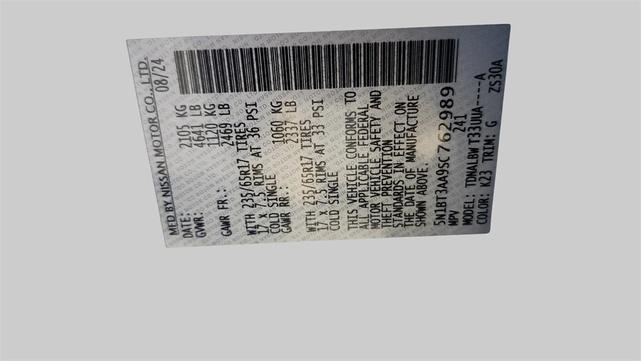 MFD BY NISSAN MOTOR CO., LTD.
DATE: 08/24
GVWR: 2105 KG
4641 LB
GAWR FR.: 1120 KG
2469 LB
WITH 235/65R17 TIRES
17 X 7.5 RIMS AT 36 PSI
COLD SINGLE
GAWR RR.: 1060 KG
2337 LB
WITH 235/65R17 TIRES
17 X 7.5 RIMS AT 33 PSI
COLD SINGLE
THIS VEHICLE CONFORMS TO
ALL APPLICABLE FEDERAL
MOTOR VEHICLE SAFETY AND
THEFT PREVENTION
STANDARDS IN EFFECT ON
THE DATE OF MANUFACTURE
SHOWN ABOVE.
5N1BT3AA9SC762989
MPV 241
MODEL: TDNALBW T33UUA----A
COLOR: K23 TRIM: G ZS30A